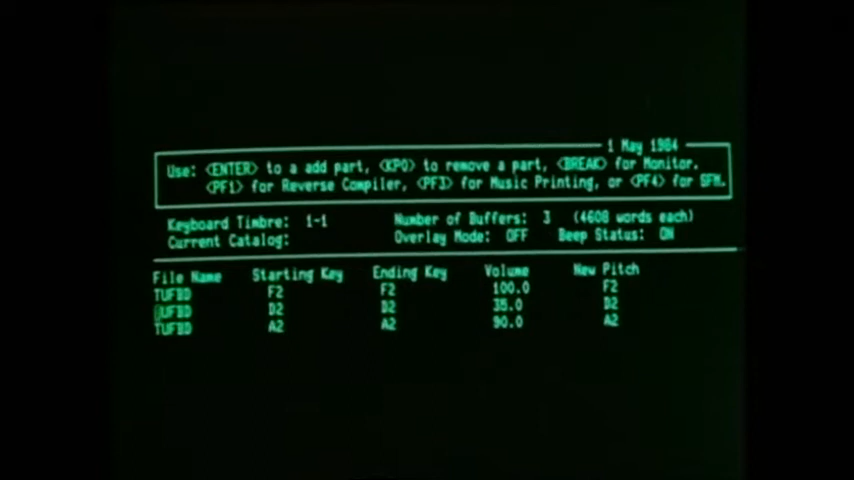 1 May 1984
Use: <ENTER> to a add part, <KP0> to remove a part, <BREAK> for Monitor.
<PF1> for Reverse Compiler, <PF3> for Music Printing, or <PF4> for SFM.
Keyboard Timbre: 1-1 Number of Buffers: 3 (4608 words each)
Current Catalog: Overlay Mode: OFF Beep Status: ON
File Name Starting Key Ending Key Volume New Pitch
TUFBD F2 F2 100.0 F2
TUFBD D2 D2 35.0 D2
TUFBD A2 A2 90.0 A2